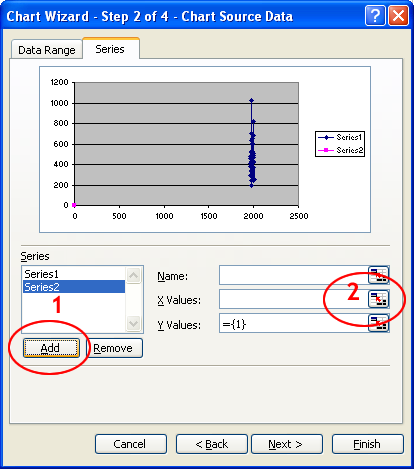 Chart Wizard - Step 2 of 4 - Chart Source Data
Data Range
Series
1200
1000
800
600
400
200
0
0 500 1000 1500 2000 2500
Series1
Series2
Series
Series1
Series2
1
Add
Remove
Name:
X Values:
Y Values:
={1}
2
Cancel
< Back
Next >
Finish